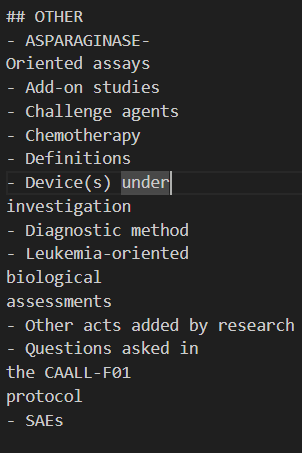 ## OTHER
- ASPARAGINASE-
Oriented assays
- Add-on studies
- Challenge agents
- Chemotherapy
- Definitions
- Device(s) under
investigation
- Diagnostic method
- Leukemia-oriented
biological
assessments
- Other acts added by research
- Questions asked in
the CAALL-F01
protocol
- SAEs